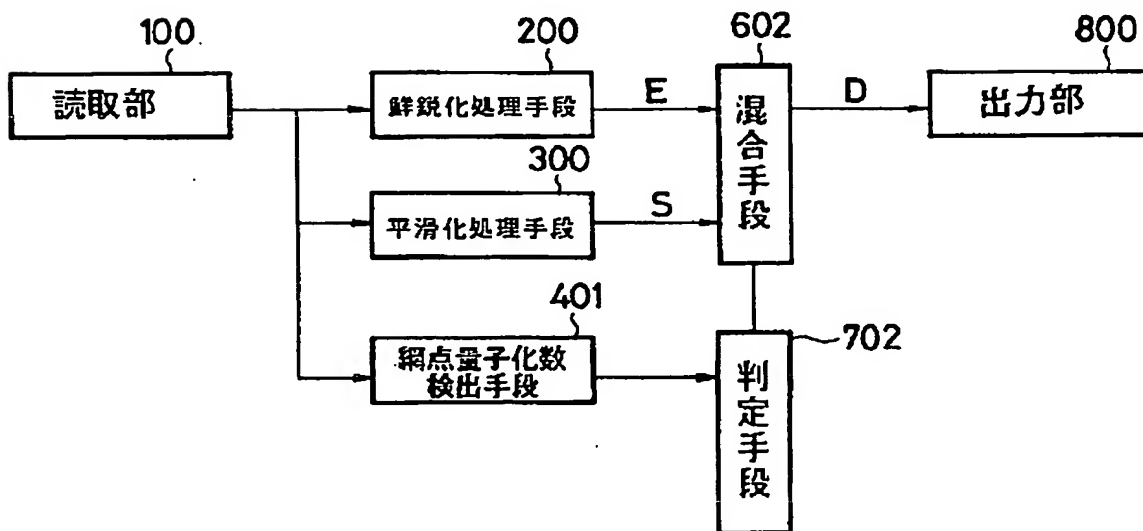 100
読取部
200
鮮鋭化処理手段
E
602
混合手段
D
800
出力部
300
平滑化処理手段
S
401
網点量子化数
検出手段
702
判定手段